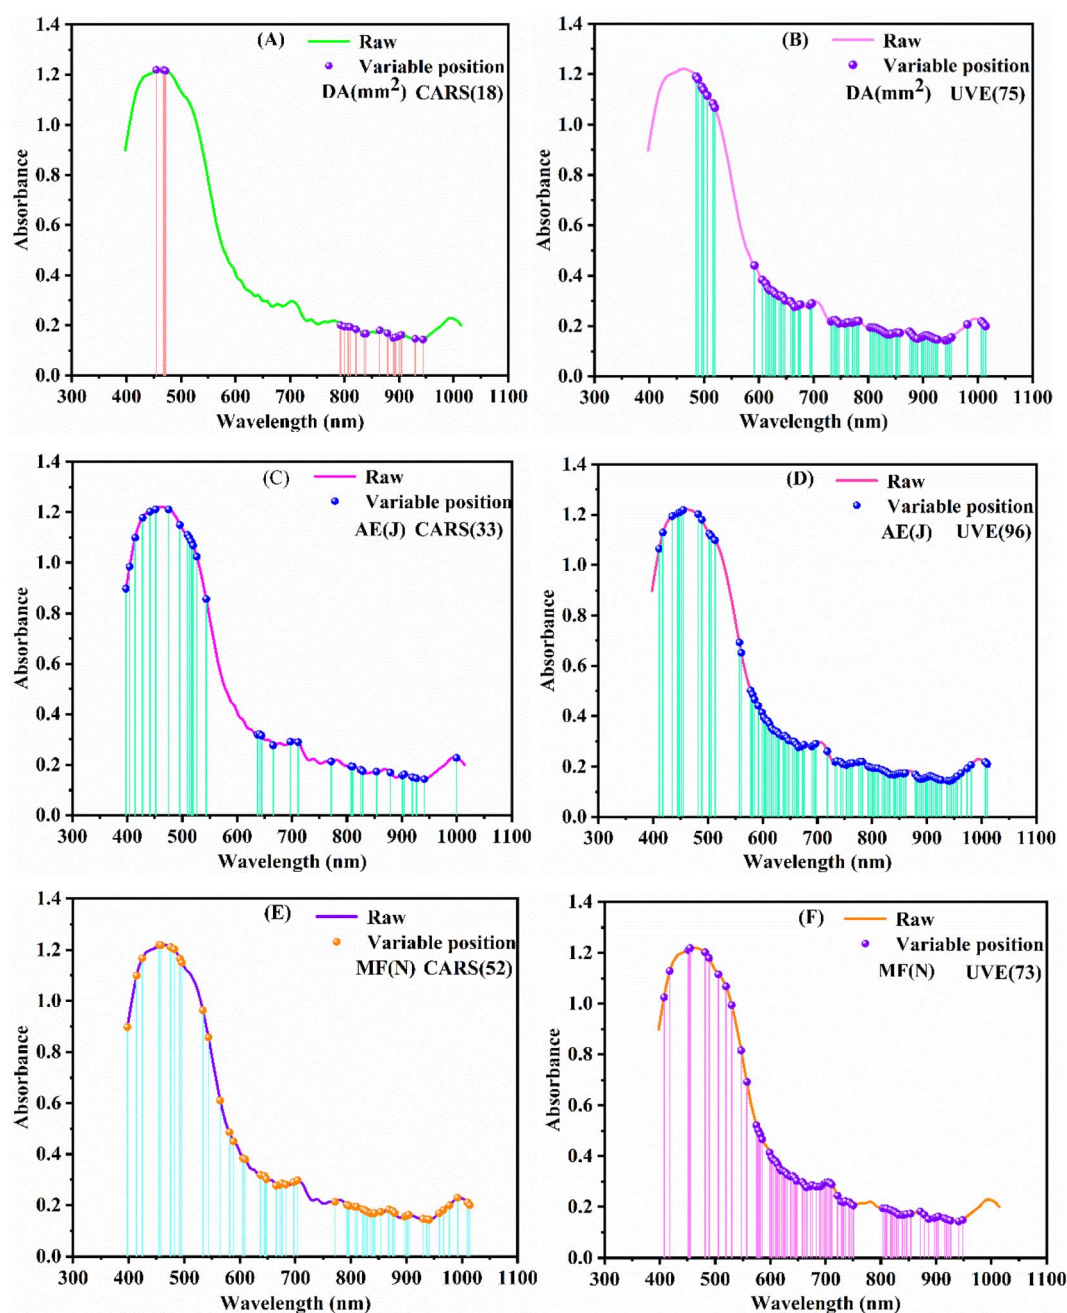 (A)
Raw
Variable position
DA(mm²) CARS(18)
Absorbance
1.4
1.2
1.0
0.8
0.6
0.4
0.2
0.0
300 400 500 600 700 800 900 1000 1100
Wavelength (nm)
(B)
Raw
Variable position
DA(mm²) UVE(75)
Absorbance
1.4
1.2
1.0
0.8
0.6
0.4
0.2
0.0
300 400 500 600 700 800 900 1000 1100
Wavelength (nm)
(C)
Raw
Variable position
AE(J) CARS(33)
Absorbance
1.4
1.2
1.0
0.8
0.6
0.4
0.2
0.0
300 400 500 600 700 800 900 1000 1100
Wavelength (nm)
(D)
Raw
Variable position
AE(J) UVE(96)
Absorbance
1.4
1.2
1.0
0.8
0.6
0.4
0.2
0.0
300 400 500 600 700 800 900 1000 1100
Wavelength (nm)
(E)
Raw
Variable position
MF(N) CARS(52)
Absorbance
1.4
1.2
1.0
0.8
0.6
0.4
0.2
0.0
300 400 500 600 700 800 900 1000 1100
Wavelength (nm)
(F)
Raw
Variable position
MF(N) UVE(73)
Absorbance
1.4
1.2
1.0
0.8
0.6
0.4
0.2
0.0
300 400 500 600 700 800 900 1000 1100
Wavelength (nm)